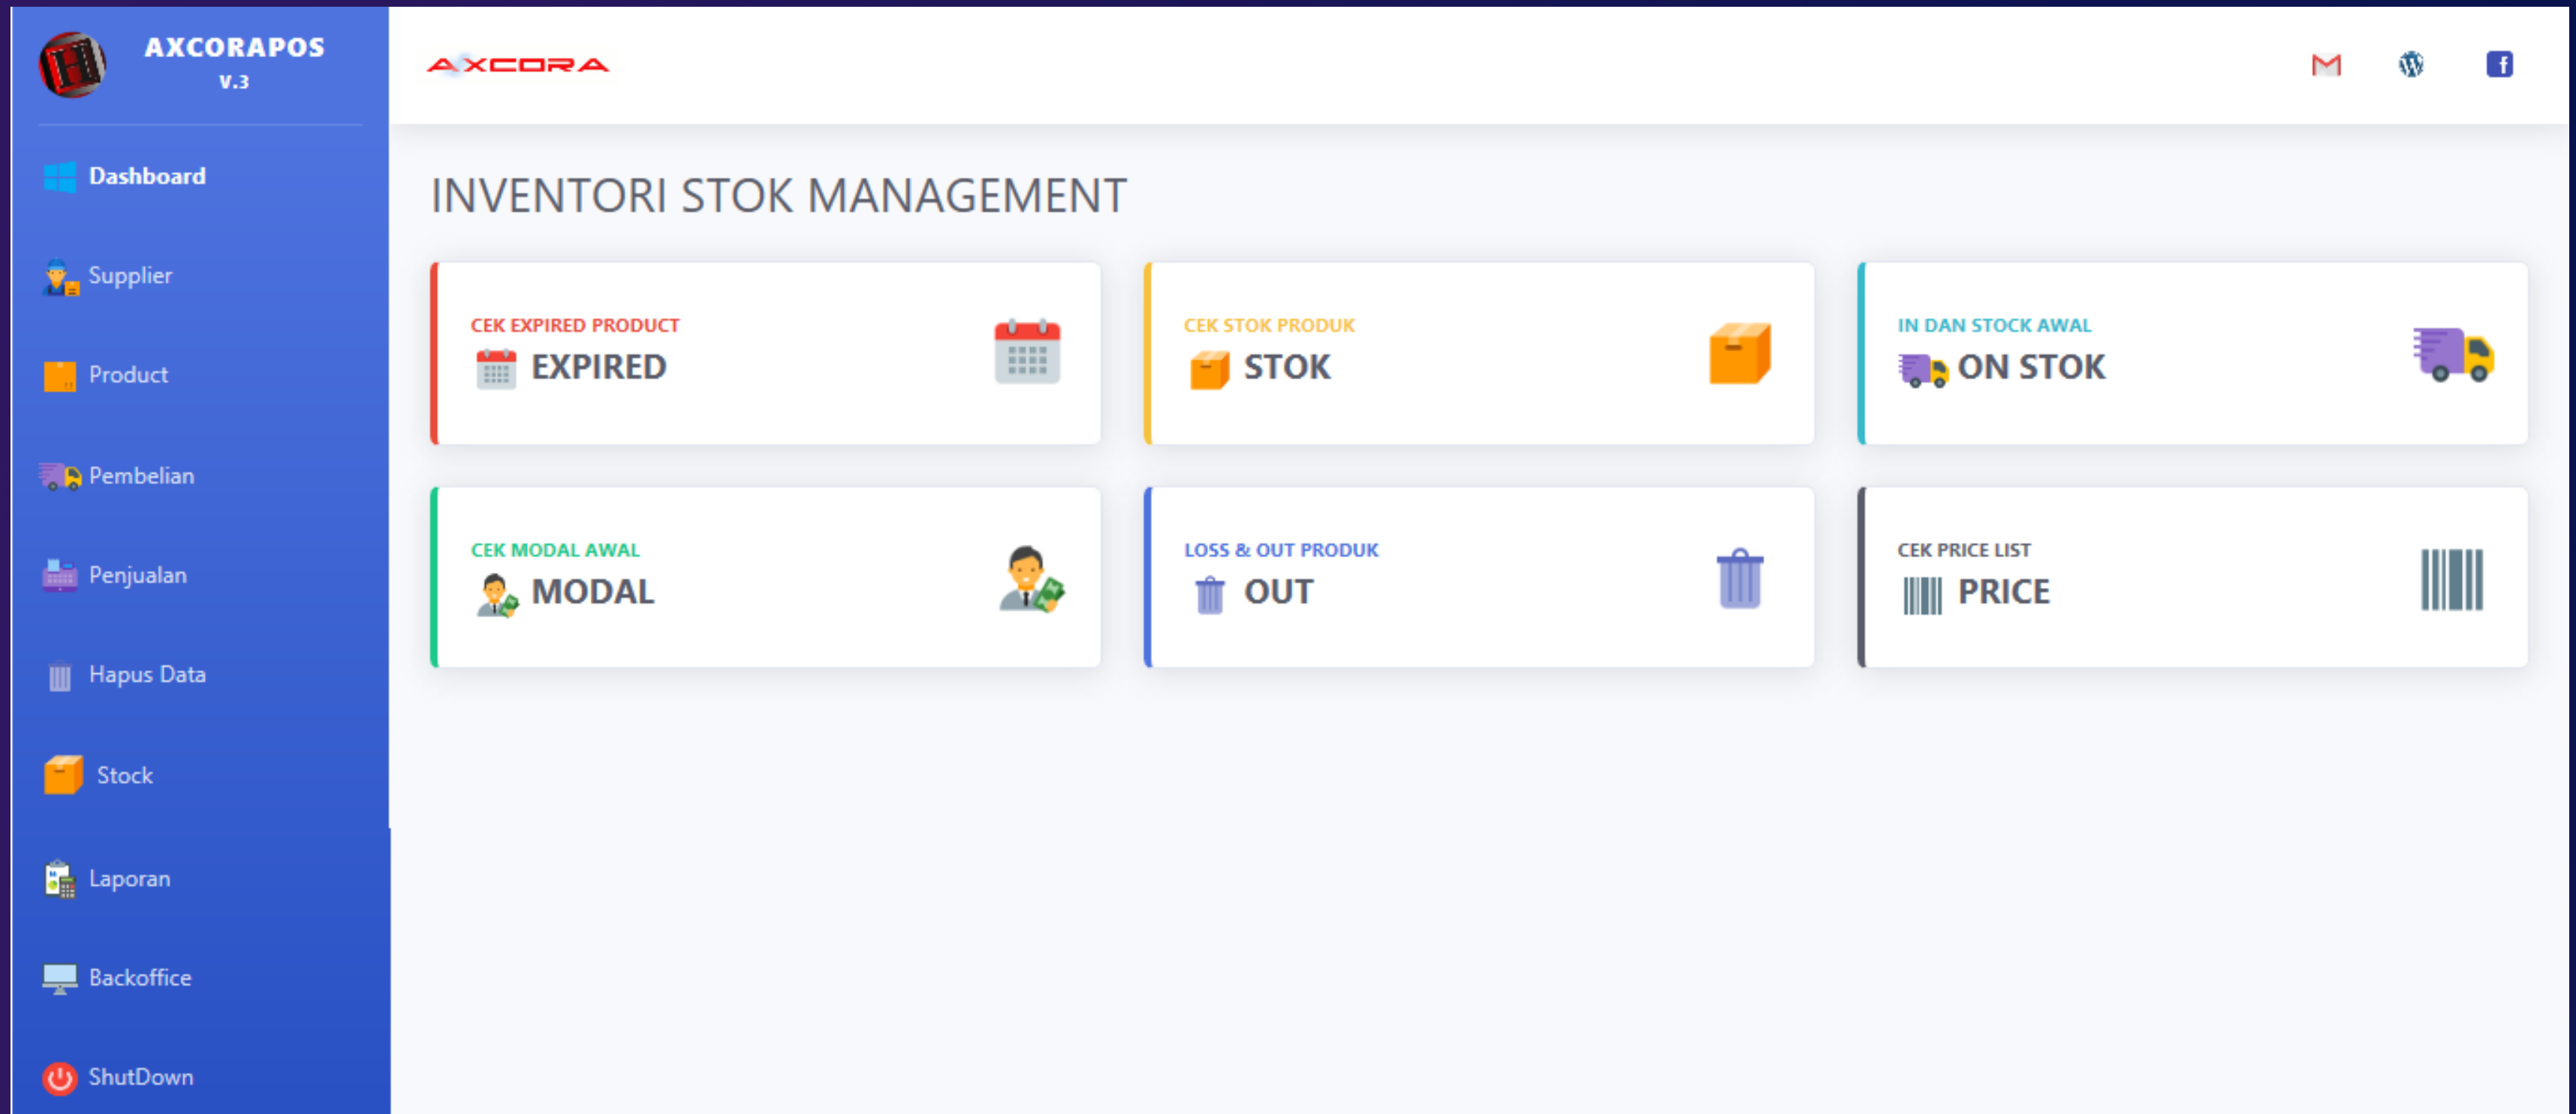 AXCORAPOS
V.3
Dashboard
Supplier
Product
Pembelian
Penjualan
Hapus Data
Stock
Laporan
Backoffice
ShutDown
AXCORA
INVENTORI STOK MANAGEMENT
CEK EXPIRED PRODUCT
EXPIRED
CEK STOK PRODUK
STOK
IN DAN STOCK AWAL
ON STOK
CEK MODAL AWAL
MODAL
LOSS & OUT PRODUK
OUT
CEK PRICE LIST
PRICE